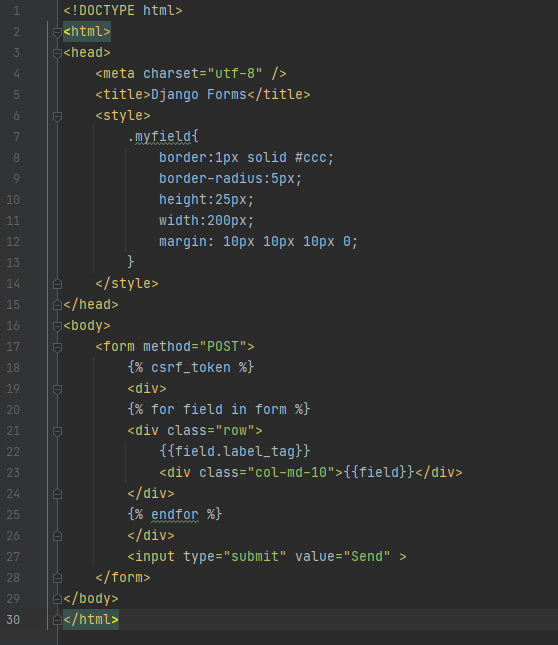 1 <!DOCTYPE html>
2 <html>
3 <head>
4     <meta charset="utf-8" />
5     <title>Django Forms</title>
6     <style>
7         .myfield{
8             border:1px solid #ccc;
9             border-radius:5px;
10             height:25px;
11             width:200px;
12             margin: 10px 10px 10px 0;
13         }
14     </style>
15 </head>
16 <body>
17     <form method="POST">
18         {% csrf_token %}
19         <div>
20         {% for field in form %}
21         <div class="row">
22             {{field.label_tag}}
23             <div class="col-md-10">{{field}}</div>
24         </div>
25         {% endfor %}
26         </div>
27         <input type="submit" value="Send" >
28     </form>
29 </body>
30 </html>